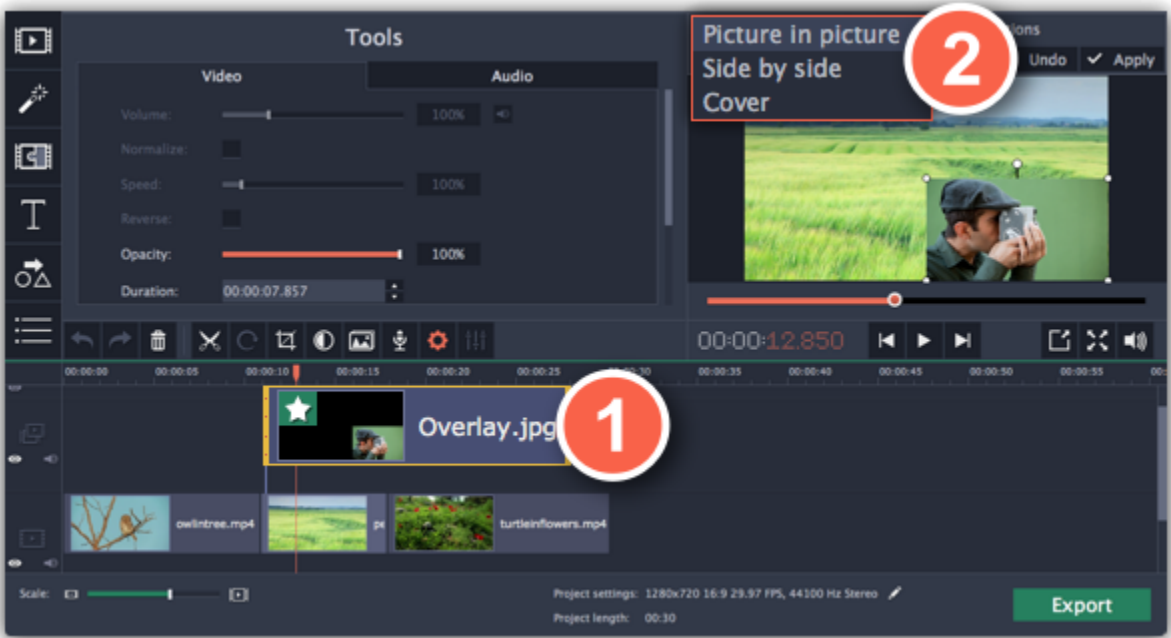 Tools
Video
Audio
Volume:
100%
Normalize:
Speed:
100%
Reverse:
Opacity:
100%
Duration:
00:00:07.857
Picture in picture
Side by side
Cover
2
Undo
Apply
00:00:12.850
00:00:00
00:00:05
00:00:10
00:00:15
00:00:20
00:00:25
00:00:35
00:00:40
00:00:45
00:00:50
00:00:55
Overlay.jpg
1
owlintree.mp4
turtleinflowers.mp4
Scale:
Project settings: 1280x720 16:9 29.97 FPS, 44100 Hz Stereo
Project length: 00:30
Export